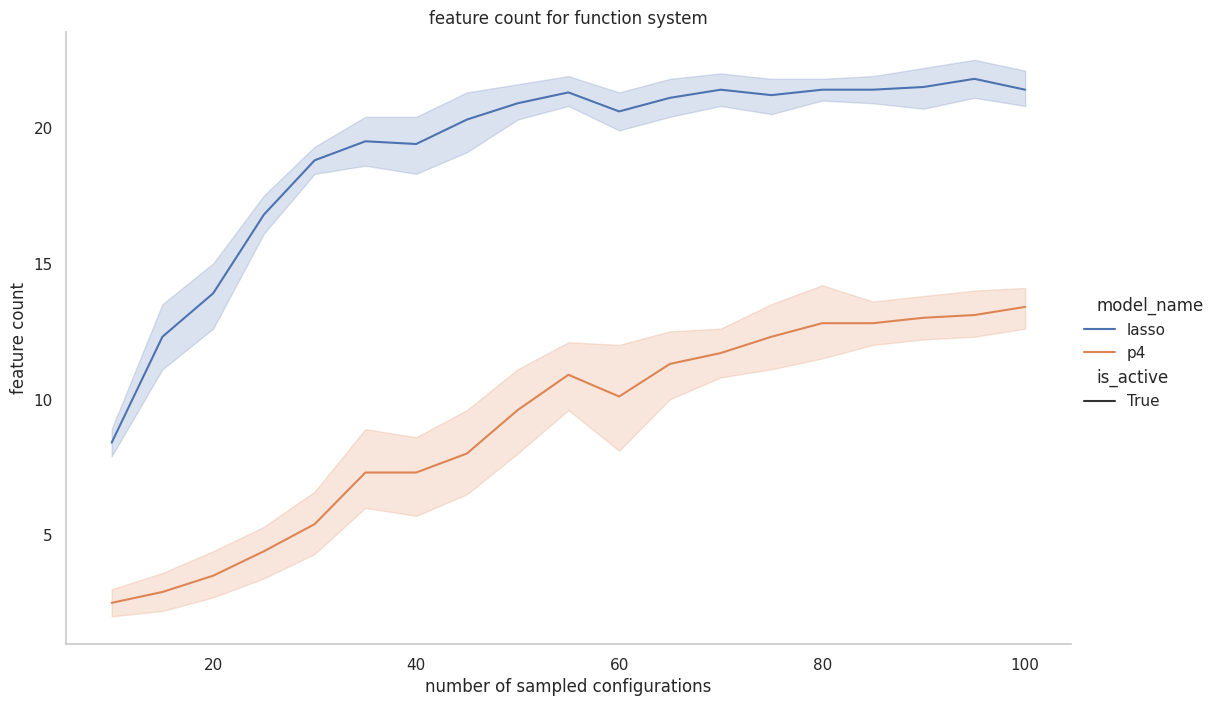 feature count for function system
feature count
20
15
10
5
20
40
60
80
100
number of sampled configurations
model_name
lasso
p4
is_active
True